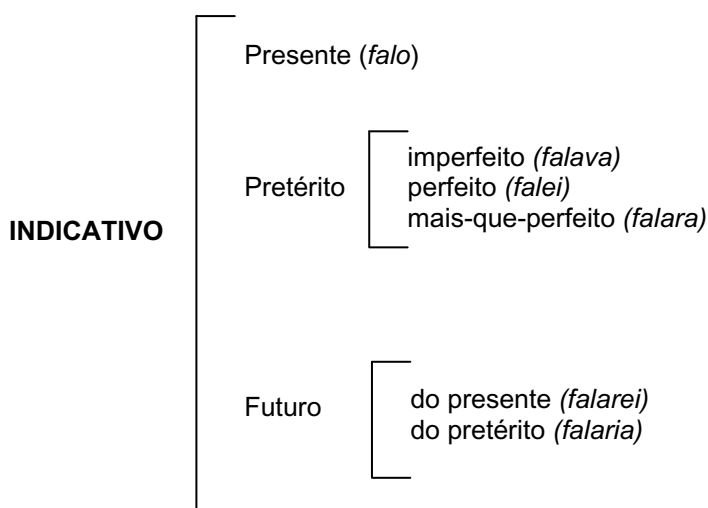 Presente (falo)
imperfeito (falava)
Pretérito
perfeito (falei)
mais-que-perfeito (falara)
INDICATIVO
Futuro
do presente (falarei)
do pretérito (falaria)